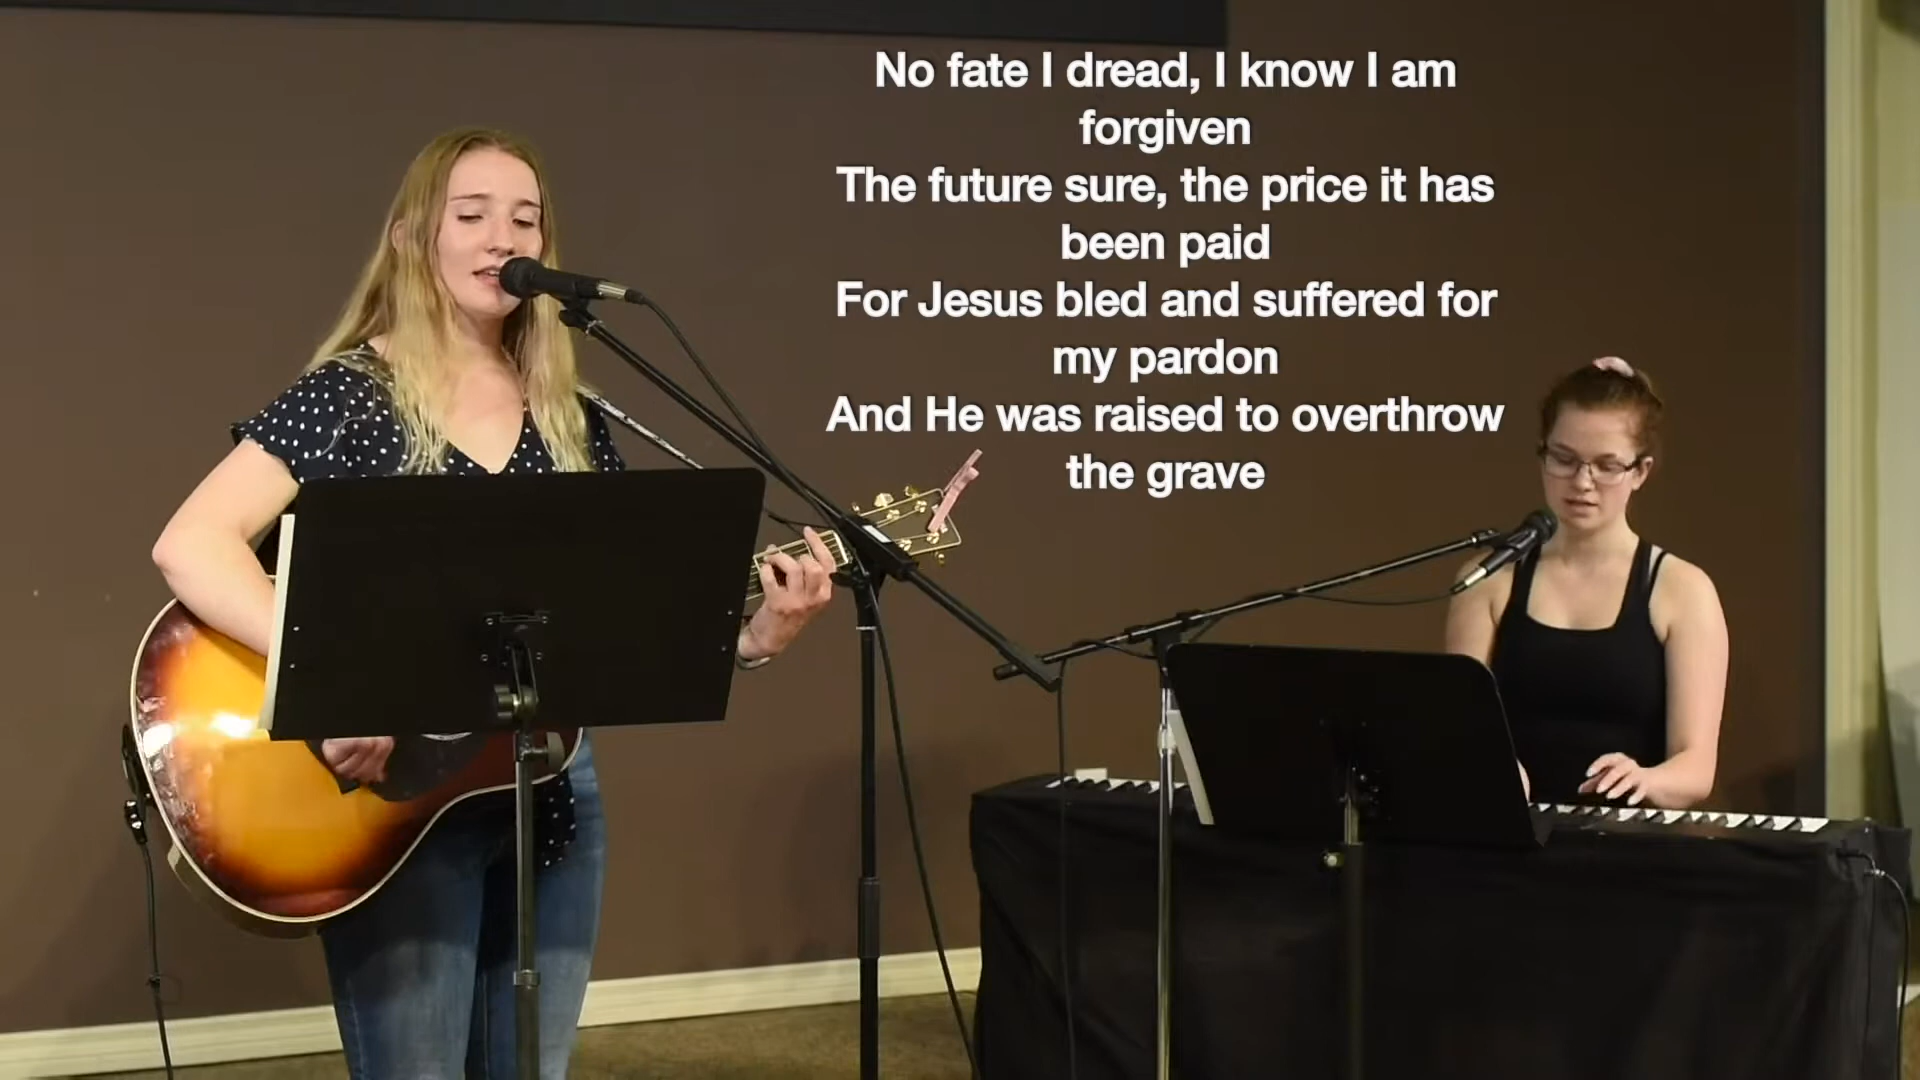 No fate I dread, I know I am
forgiven
The future sure, the price it has
been paid
For Jesus bled and suffered for
my pardon
And He was raised to overthrow
the grave